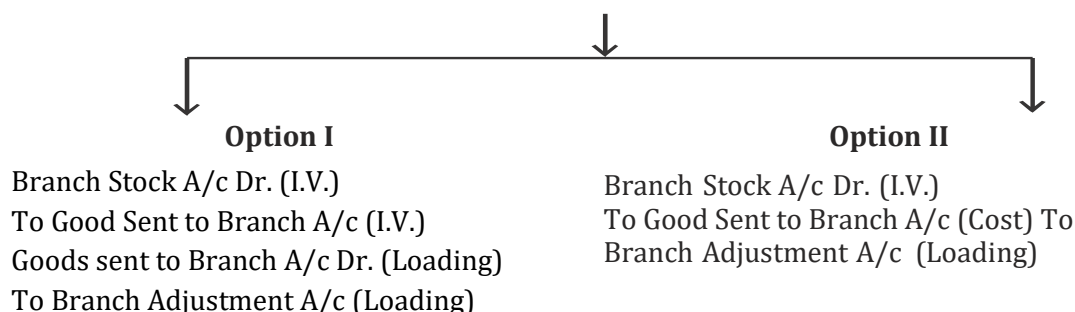 Option I
Branch Stock A/c Dr. (I.V.)
To Good Sent to Branch A/c (I.V.)
Goods sent to Branch A/c Dr. (Loading)
To Branch Adjustment A/c (Loading)
Option II
Branch Stock A/c Dr. (I.V.)
To Good Sent to Branch A/c (Cost) To
Branch Adjustment A/c (Loading)